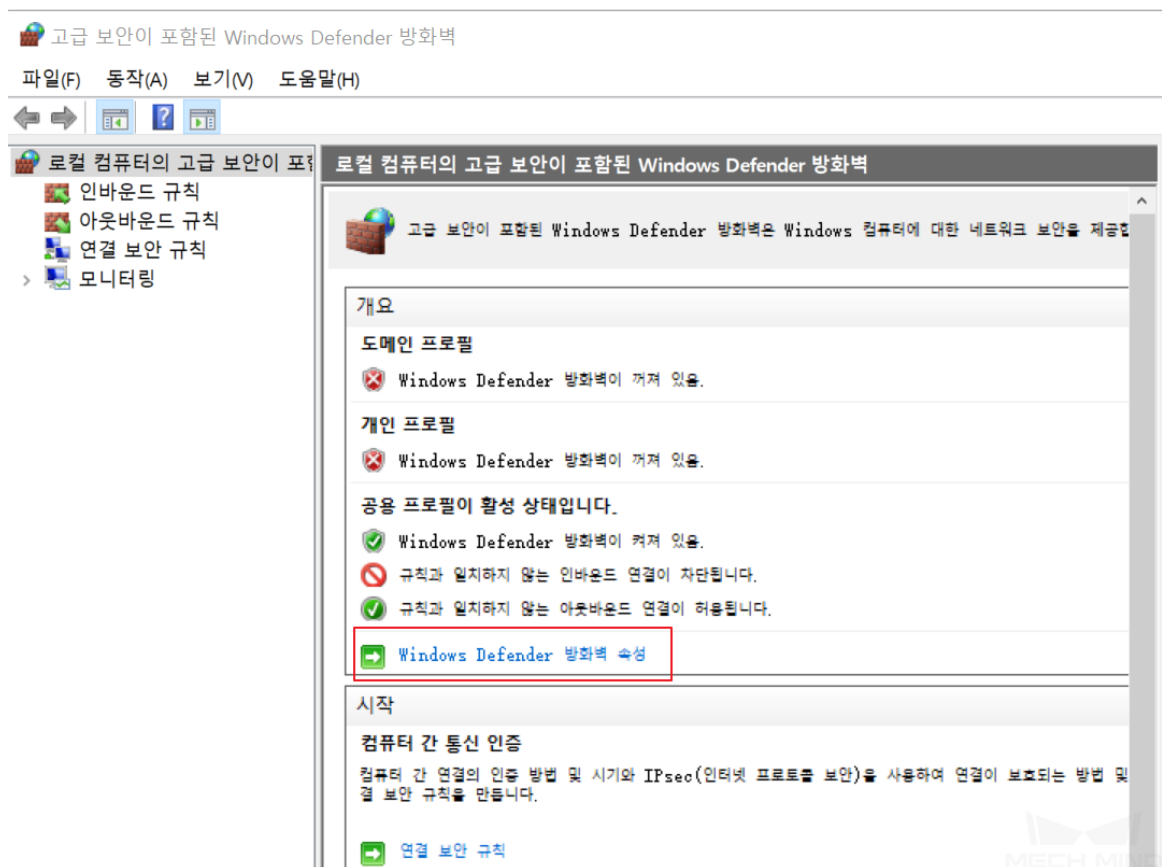 고급 보안이 포함된 Windows Defender 방화벽
파일(F) 동작(A) 보기(V) 도움말(H)
로컬 컴퓨터의 고급 보안이 포함
인바운드 규칙
아웃바운드 규칙
연결 보안 규칙
모니터링
로컬 컴퓨터의 고급 보안이 포함된 Windows Defender 방화벽
고급 보안이 포함된 Windows Defender 방화벽은 Windows 컴퓨터에 대한 네트워크 보안을 제공합
개요
도메인 프로필
Windows Defender 방화벽이 꺼져 있음.
개인 프로필
Windows Defender 방화벽이 꺼져 있음.
공용 프로필이 활성 상태입니다.
Windows Defender 방화벽이 켜져 있음.
규칙과 일치하지 않는 인바운드 연결이 차단됩니다.
규칙과 일치하지 않는 아웃바운드 연결이 허용됩니다.
Windows Defender 방화벽 속성
시작
컴퓨터 간 통신 인증
컴퓨터 간 연결의 인증 방법 및 시기와 IPsec(인터넷 프로토콜 보안)을 사용하여 연결이 보호되는 방법 및
결 보안 규칙을 만듭니다.
연결 보안 규칙
MECH MIND